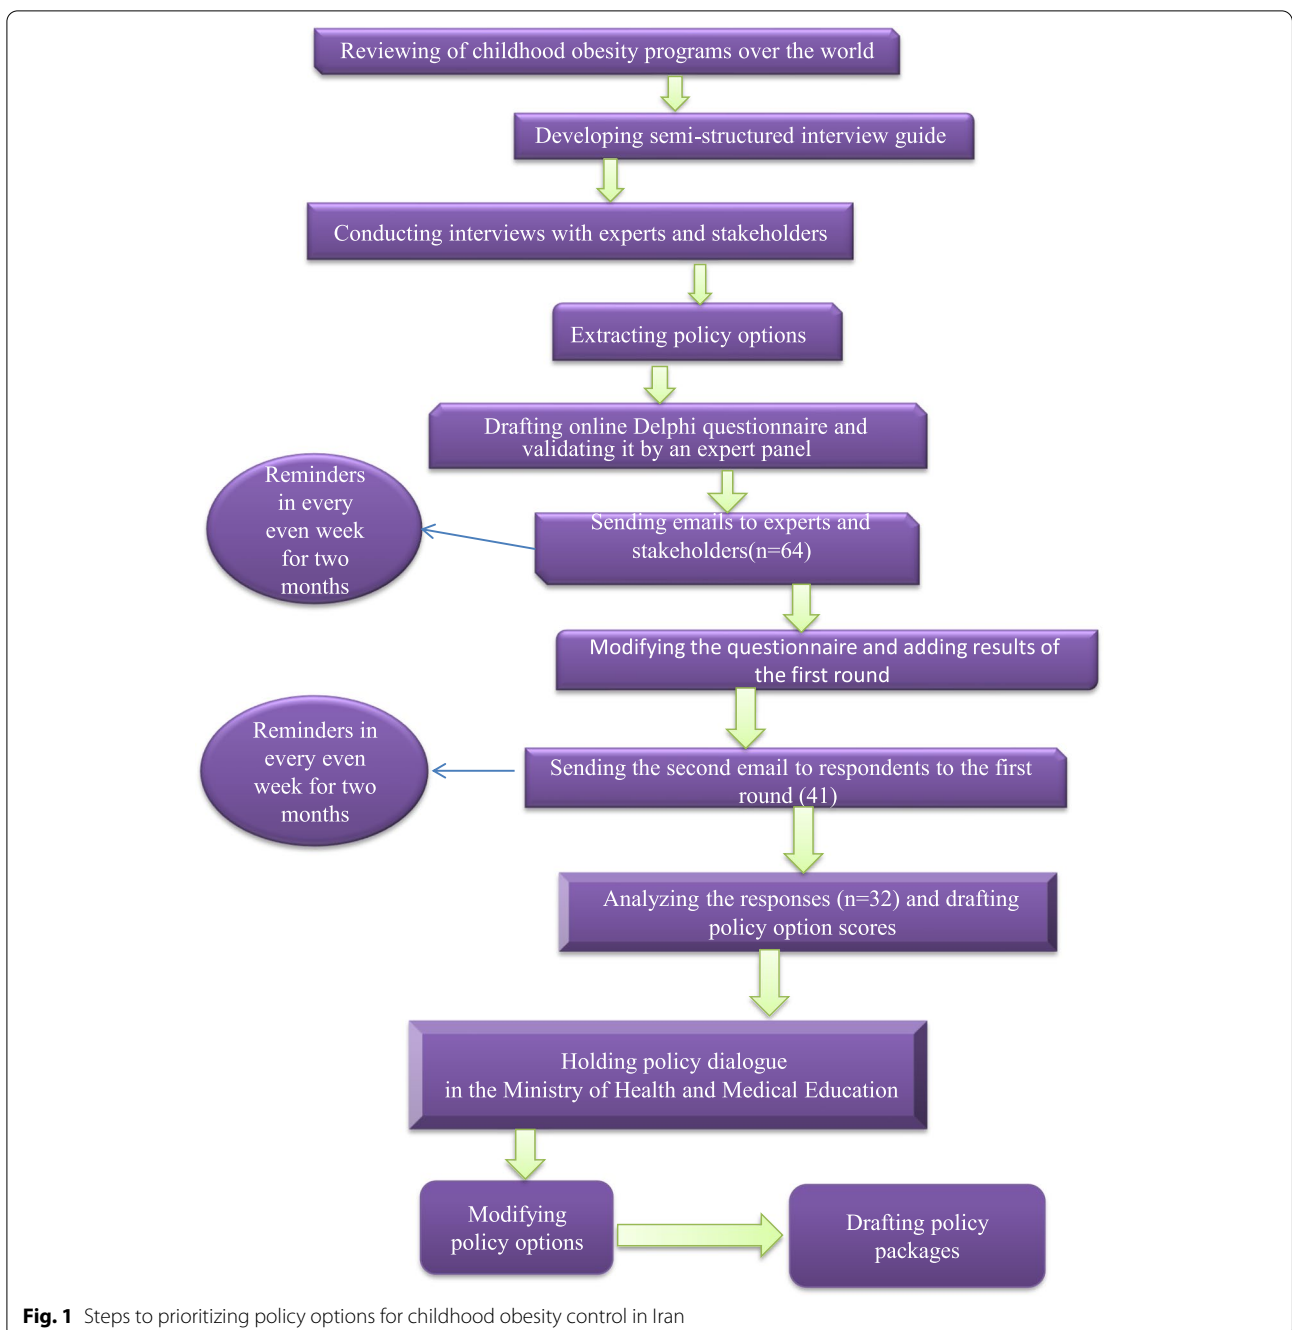 Reviewing of childhood obesity programs over the world
Developing semi-structured interview guide
Conducting interviews with experts and stakeholders
Extracting policy options
Drafting online Delphi questionnaire and
validating it by an expert panel
Reminders
in every
even week
for two
months
Sending emails to experts and
stakeholders(n=64)
Modifying the questionnaire and adding results of
the first round
Reminders in
every even
week for two
months
Sending the second email to respondents to the first
round (41)
Analyzing the responses (n=32) and drafting
policy option scores
Holding policy dialogue
in the Ministry of Health and Medical Education
Modifying
policy options
Drafting policy
packages
Fig. 1 Steps to prioritizing policy options for childhood obesity control in Iran